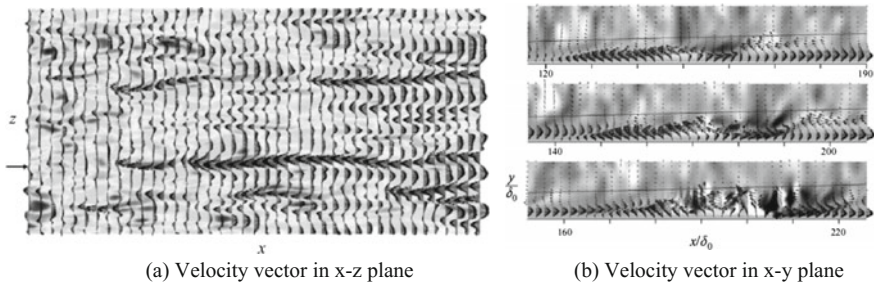 z
x
(a) Velocity vector in x-z plane
120
190
140
200
y/δ₀
160
220
x/δ₀
(b) Velocity vector in x-y plane